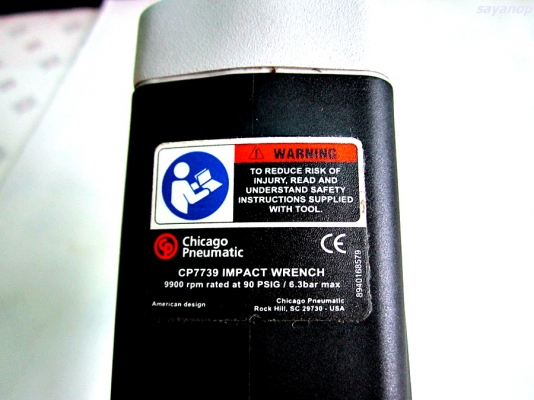 sayanop
WARNING
TO REDUCE RISK OF
INJURY, READ AND
UNDERSTAND SAFETY
INSTRUCTIONS SUPPLIED
WITH TOOL.
CP
Chicago
Pneumatic
CE
CP7739 IMPACT WRENCH
9900 rpm rated at 90 PSIG / 6.3bar max
American design
Chicago Pneumatic
Rock Hill, SC 29730 - USA
8940168579